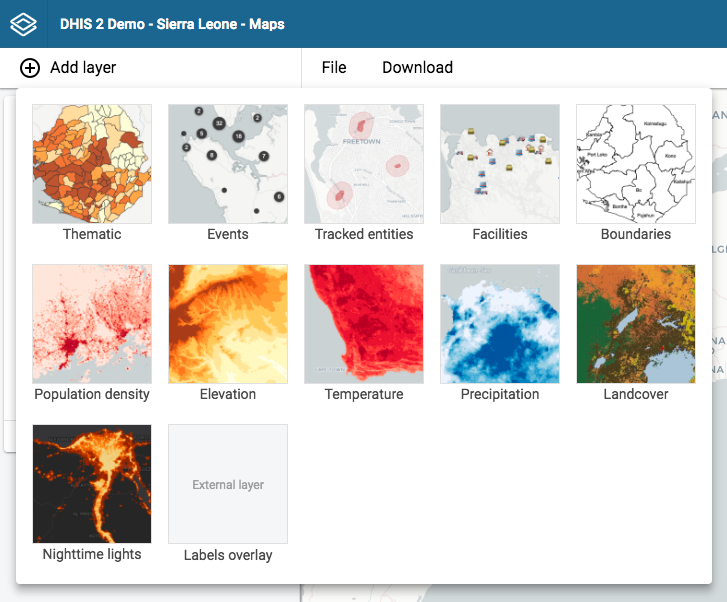 DHIS 2 Demo - Sierra Leone - Maps
Add layer
File
Download
FREETOWN
Thematic
Events
Tracked entities
Facilities
Boundaries
Population density
Elevation
Temperature
Precipitation
Landcover
External layer
Nighttime lights
Labels overlay